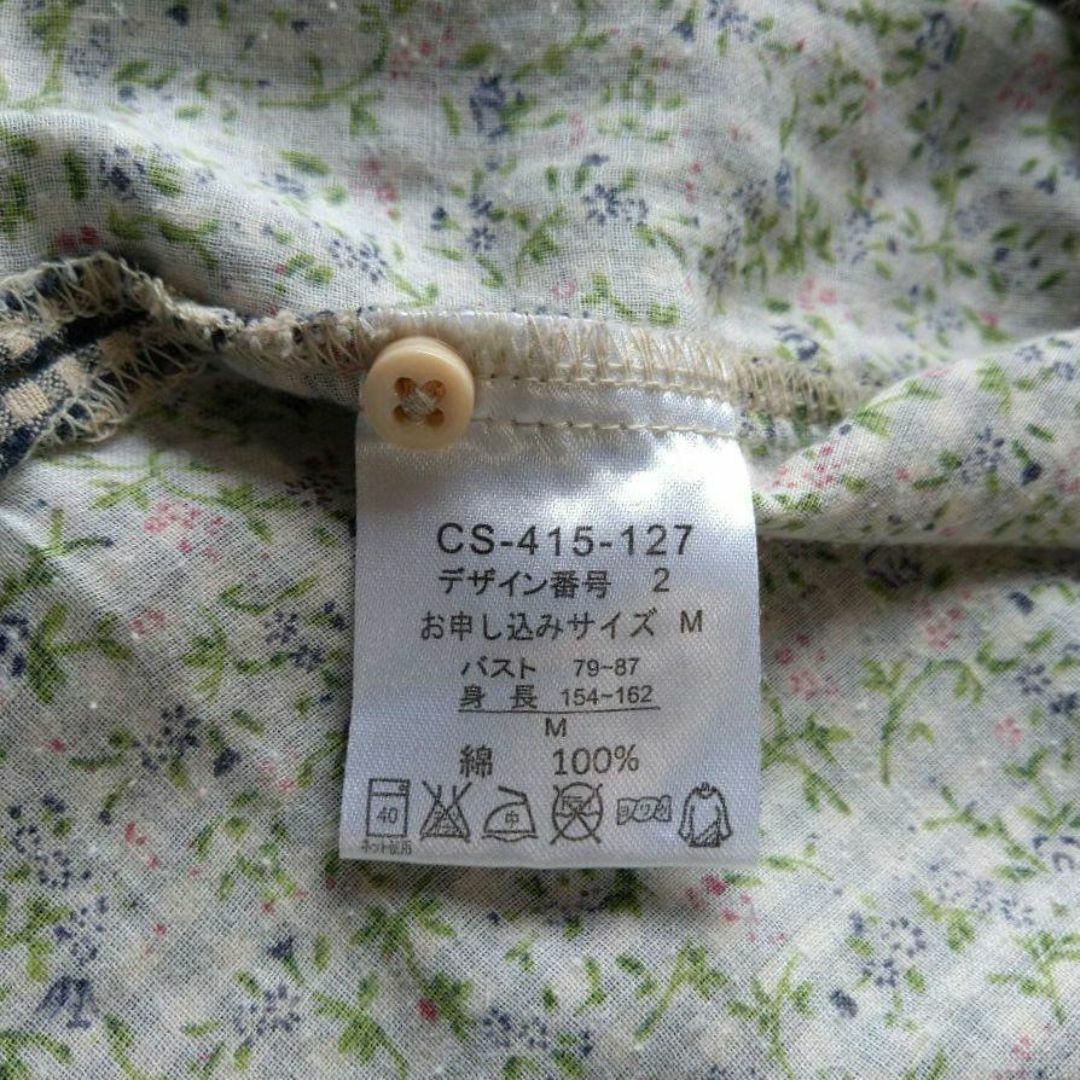 CS-415-127
デザイン番号 2
お申し込みサイズ M
バスト 79~87
身長 154~162
M
綿 100%
40 中
ネット使用